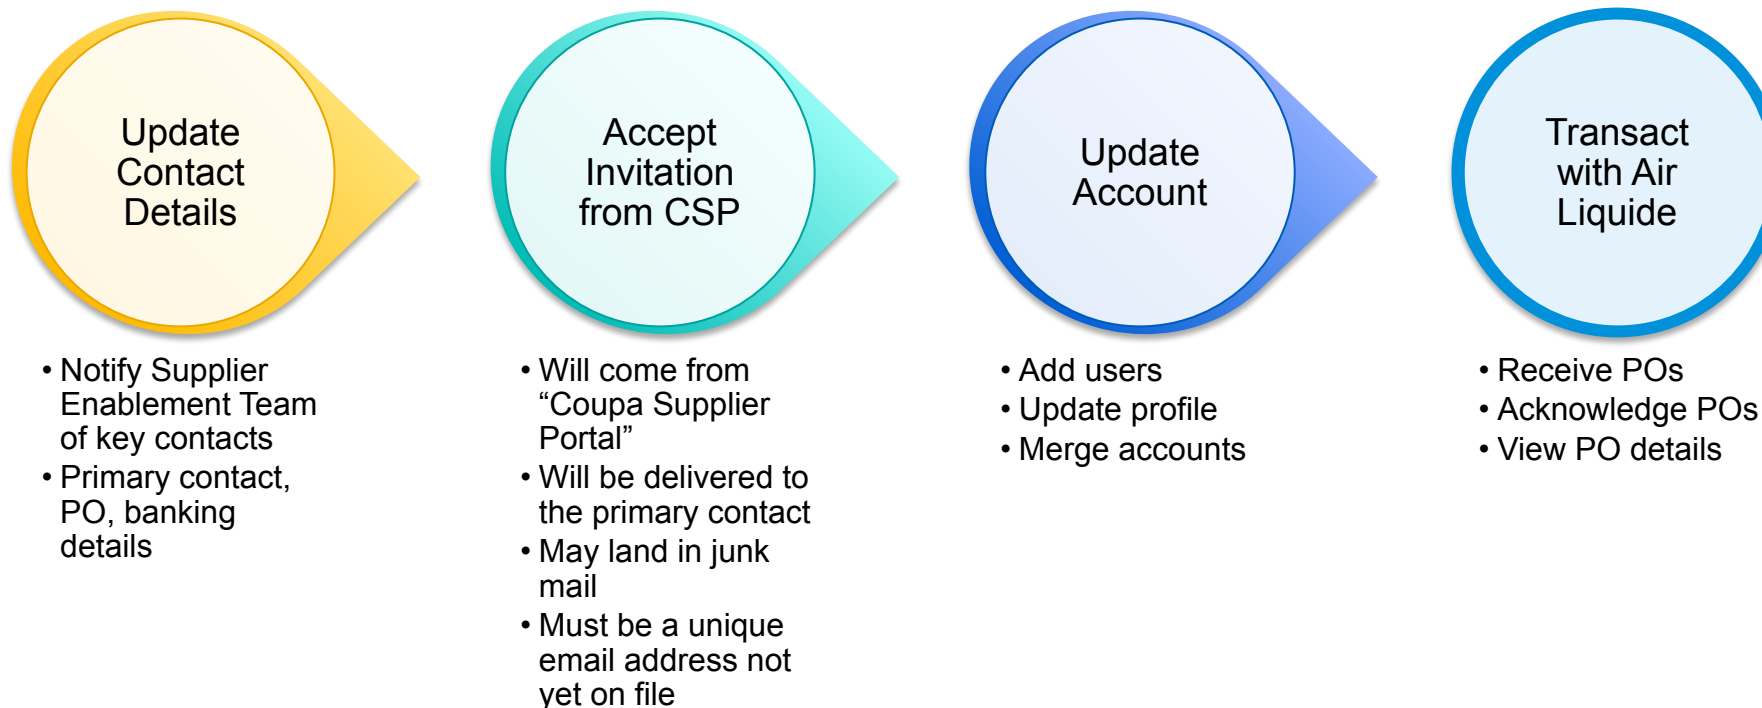 Update
Contact
Details
• Notify Supplier
Enablement Team
of key contacts
• Primary contact,
PO, banking
details
Accept
Invitation
from CSP
• Will come from
“Coupa Supplier
Portal”
• Will be delivered to
the primary contact
• May land in junk
mail
• Must be a unique
email address not
yet on file
Update
Account
• Add users
• Update profile
• Merge accounts
Transact
with Air
Liquide
• Receive POs
• Acknowledge POs
• View PO details